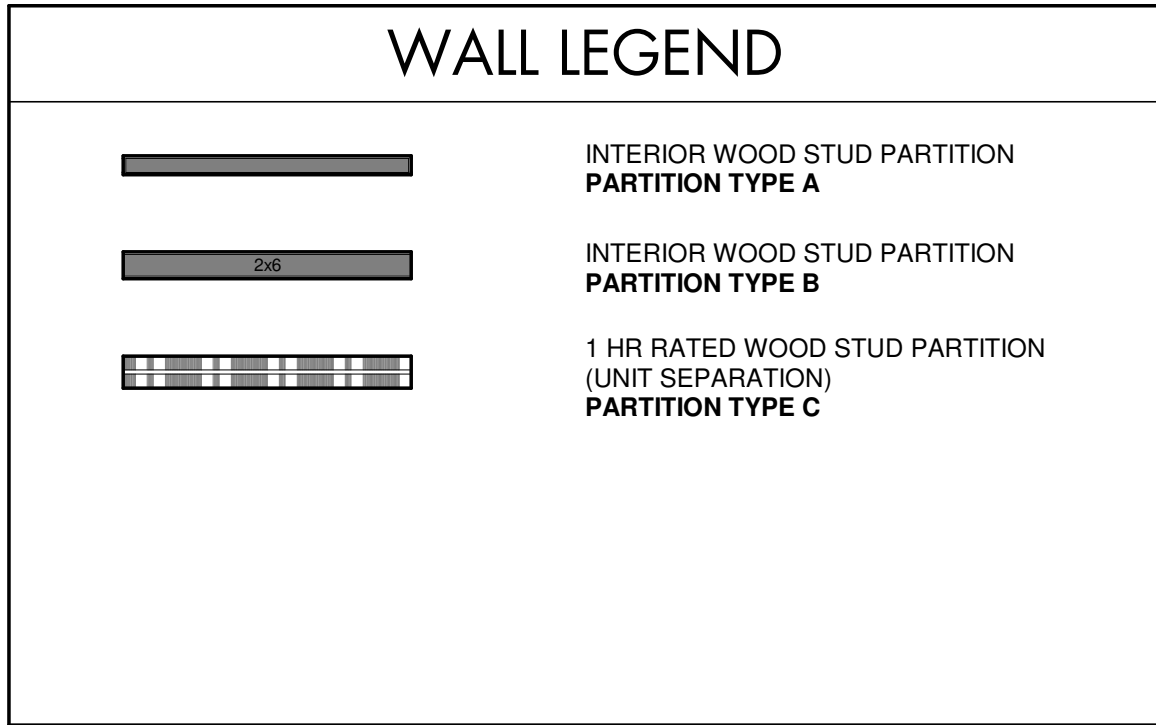 WALL LEGEND
INTERIOR WOOD STUD PARTITION
PARTITION TYPE A
2x6
INTERIOR WOOD STUD PARTITION
PARTITION TYPE B
1 HR RATED WOOD STUD PARTITION
(UNIT SEPARATION)
PARTITION TYPE C